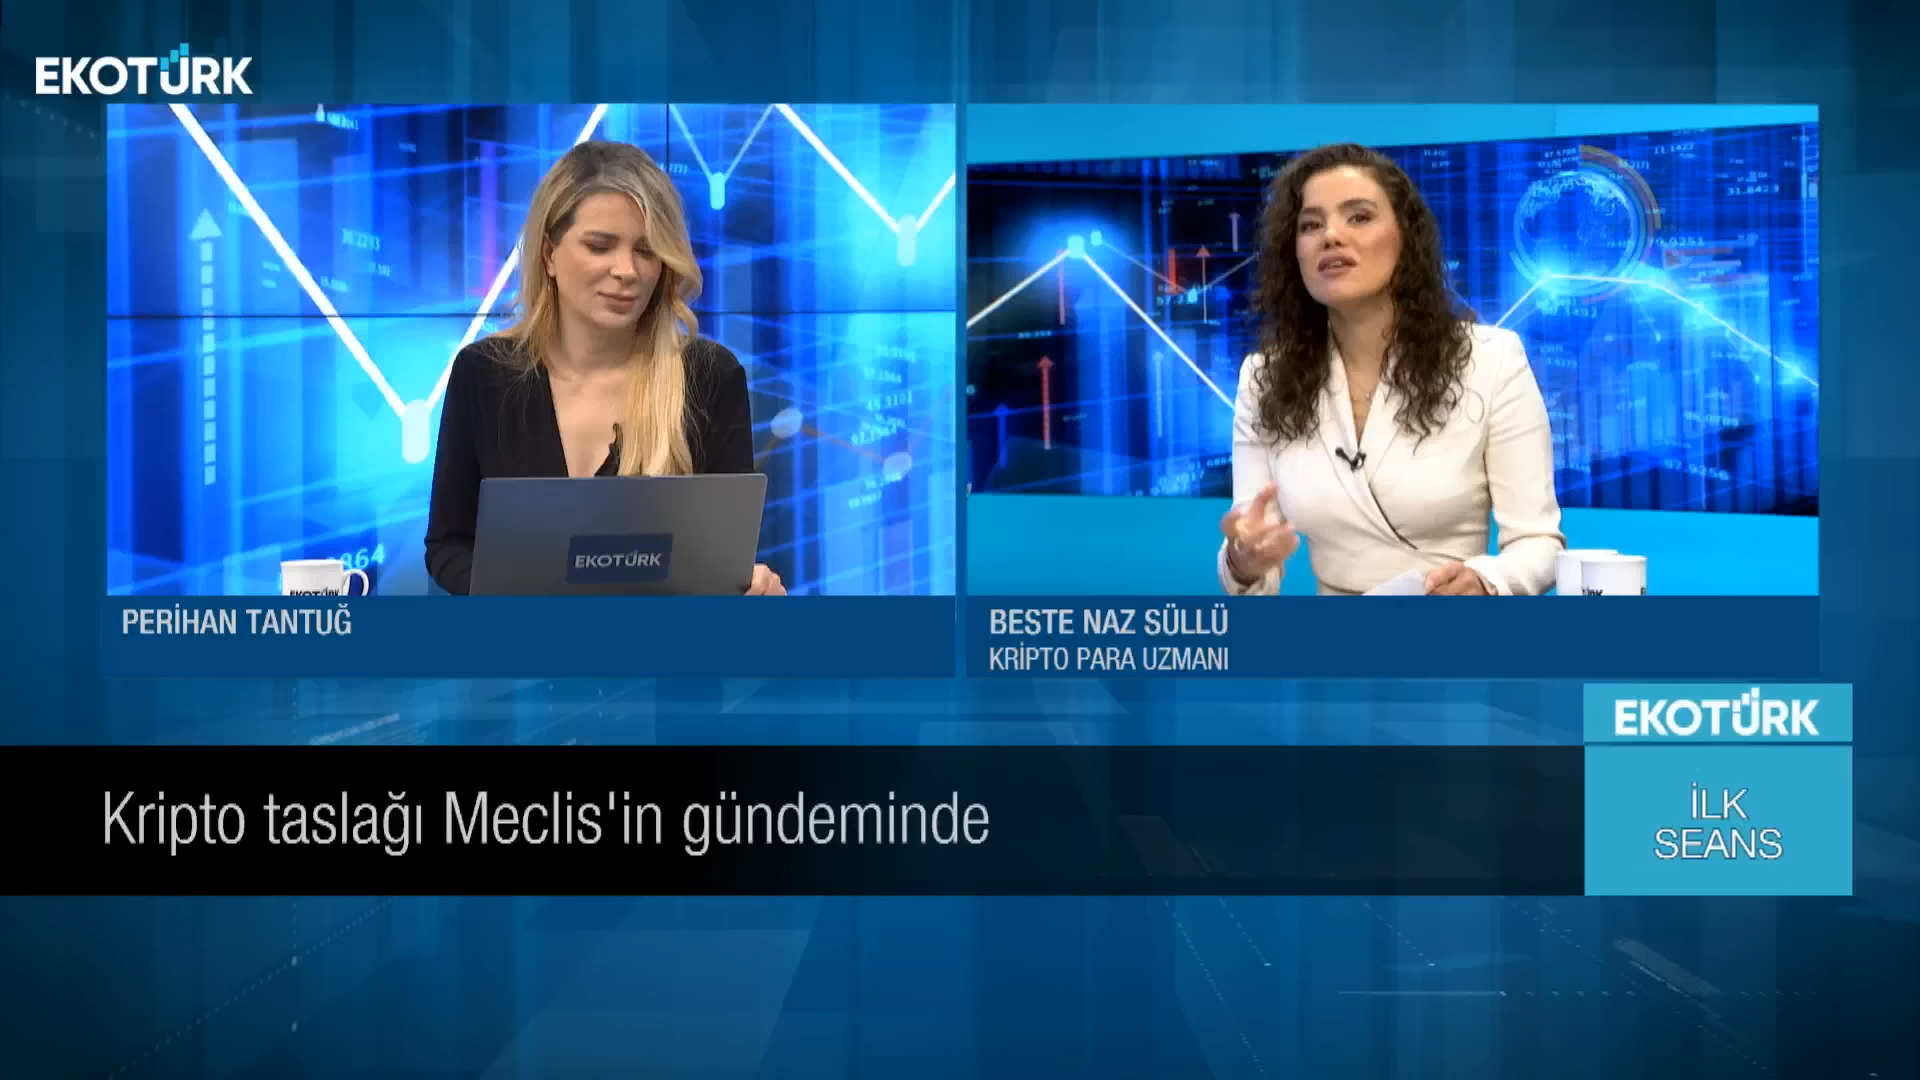 EKOTÜRK
EKOTÜRK
EKOTÜRK
PERİHAN TANTUĞ
BESTE NAZ SÜLLÜ
KRİPTO PARA UZMANI
EKOTÜRK
Kripto taslağı Meclis'in gündeminde
İLK
SEANS